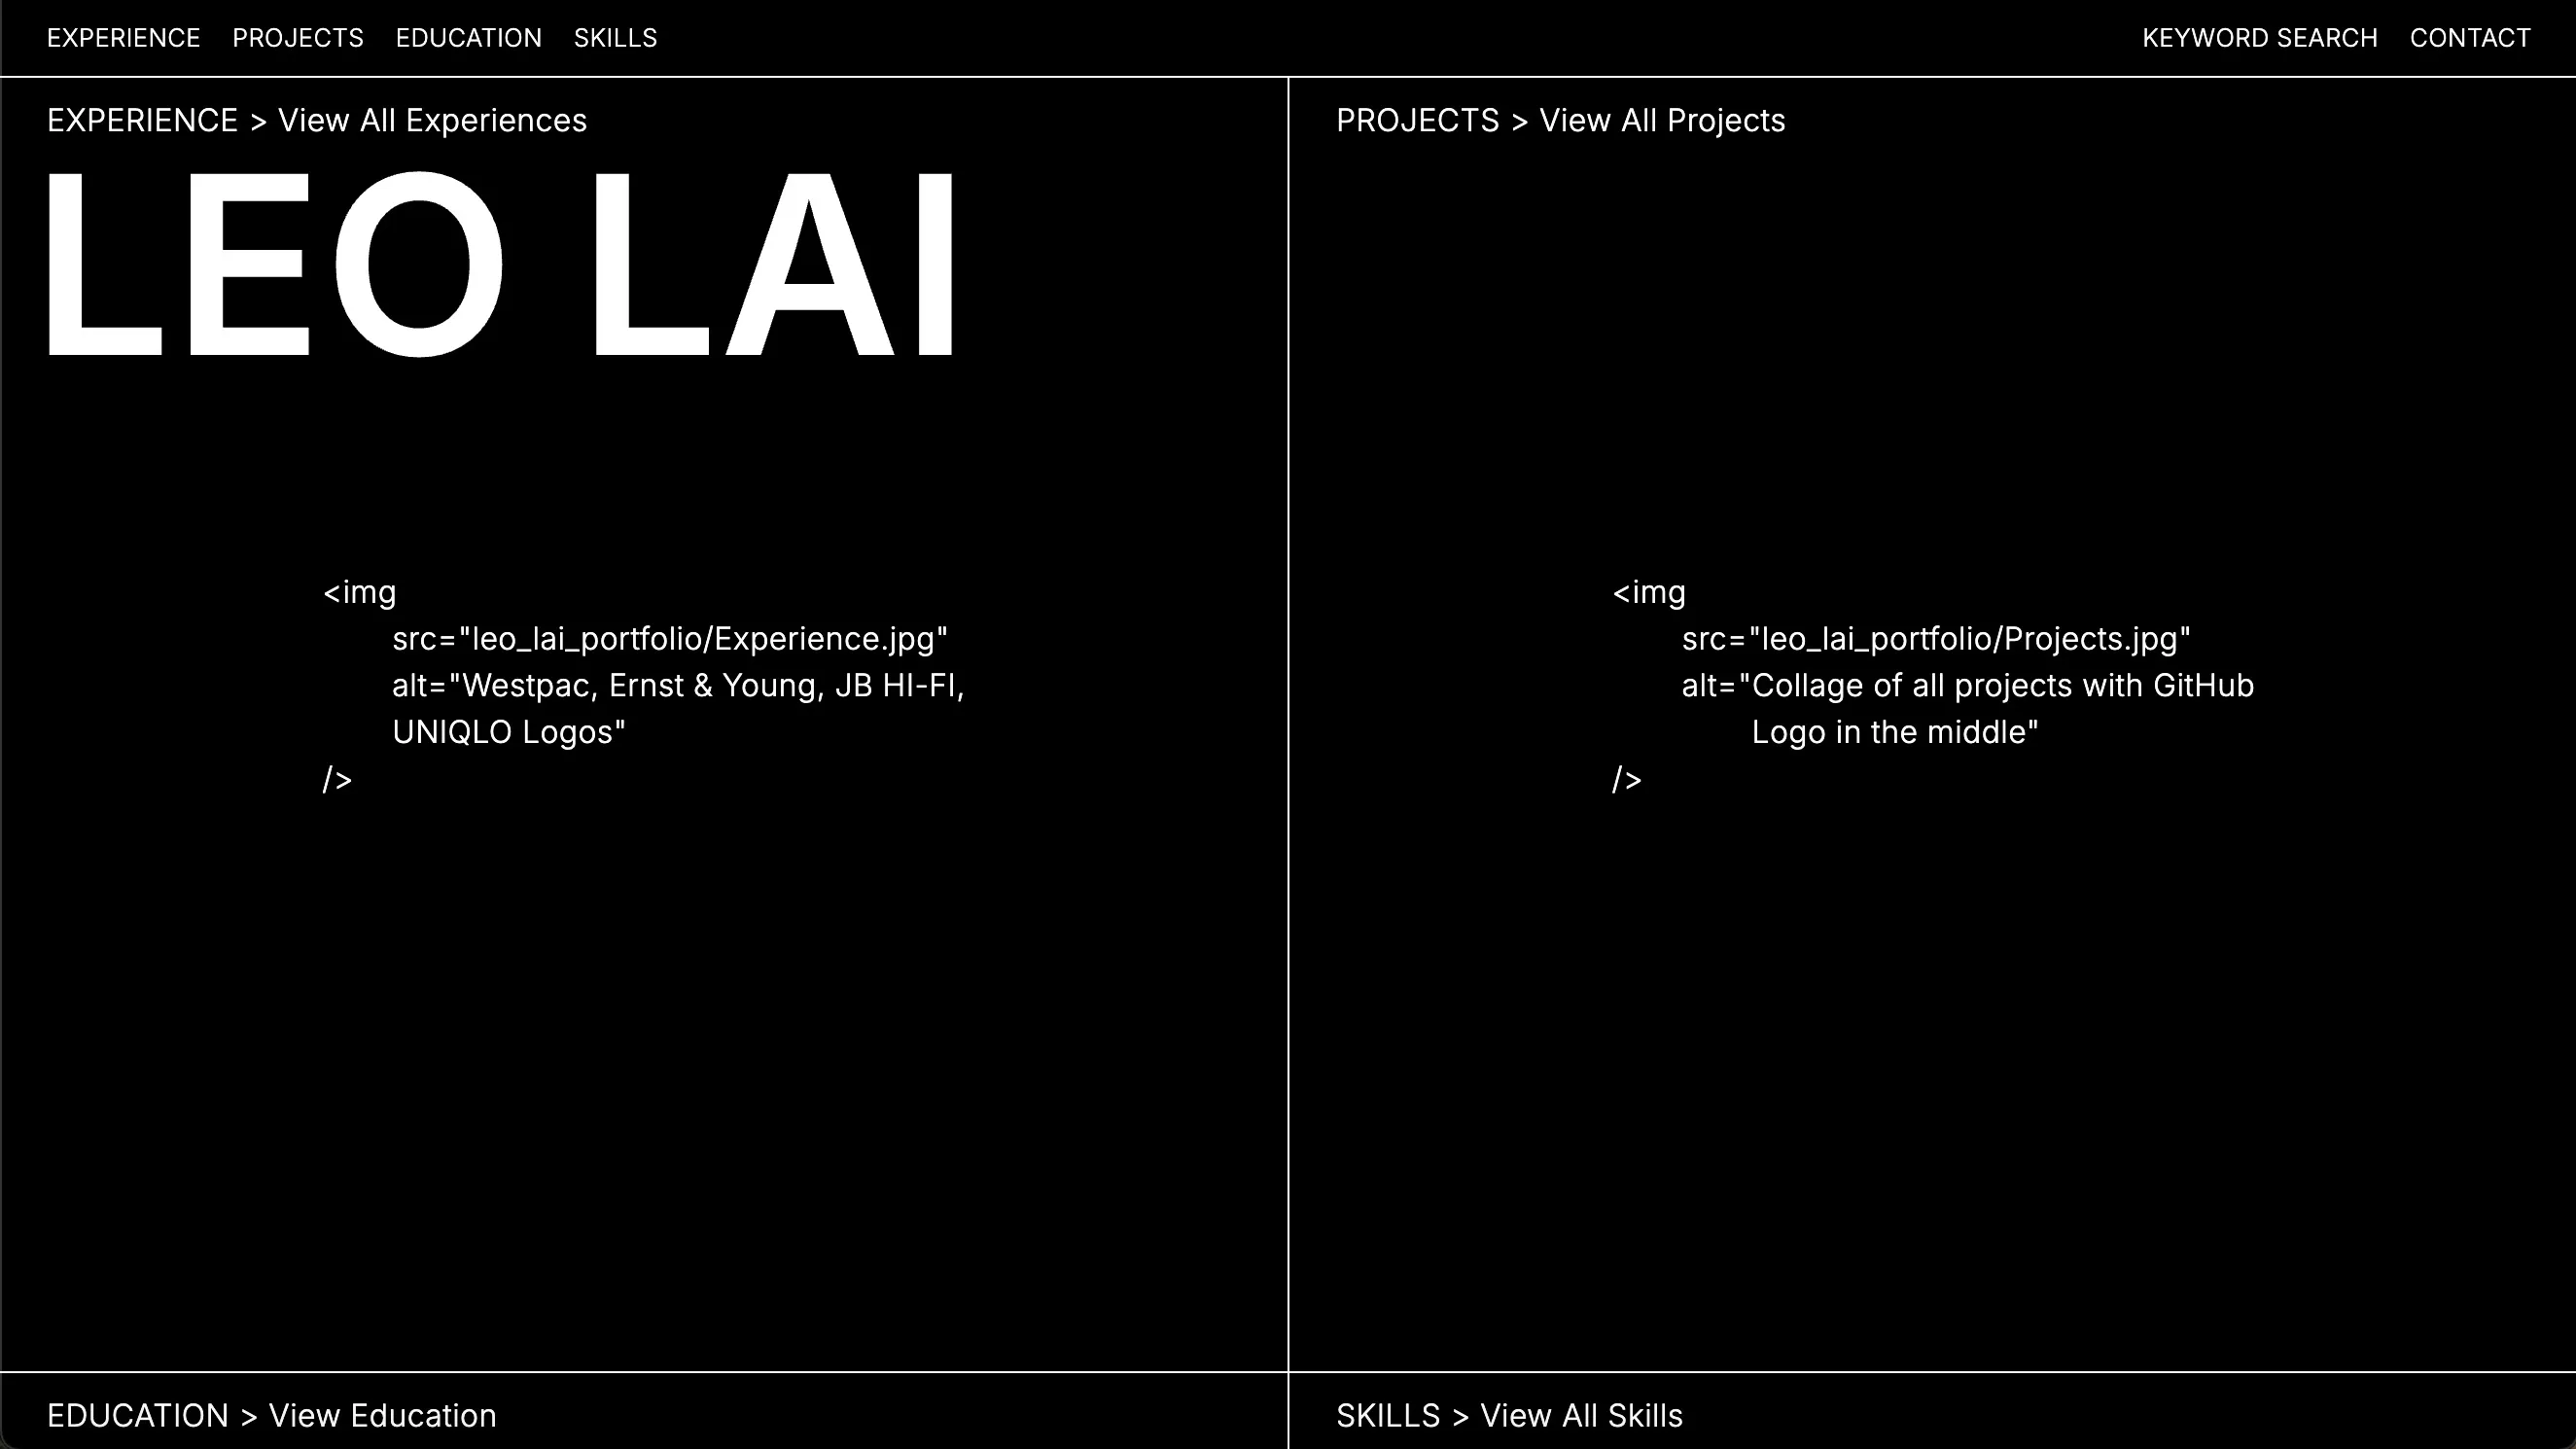 EXPERIENCE PROJECTS EDUCATION SKILLS KEYWORD SEARCH CONTACT
EXPERIENCE > View All Experiences
LEO LAI
<img
src="leo_lai_portfolio/Experience.jpg"
alt="Westpac, Ernst & Young, JB HI-FI,
UNIQLO Logos"
/>
PROJECTS > View All Projects
<img
src="leo_lai_portfolio/Projects.jpg"
alt="Collage of all projects with GitHub
Logo in the middle"
/>
EDUCATION > View Education
SKILLS > View All Skills